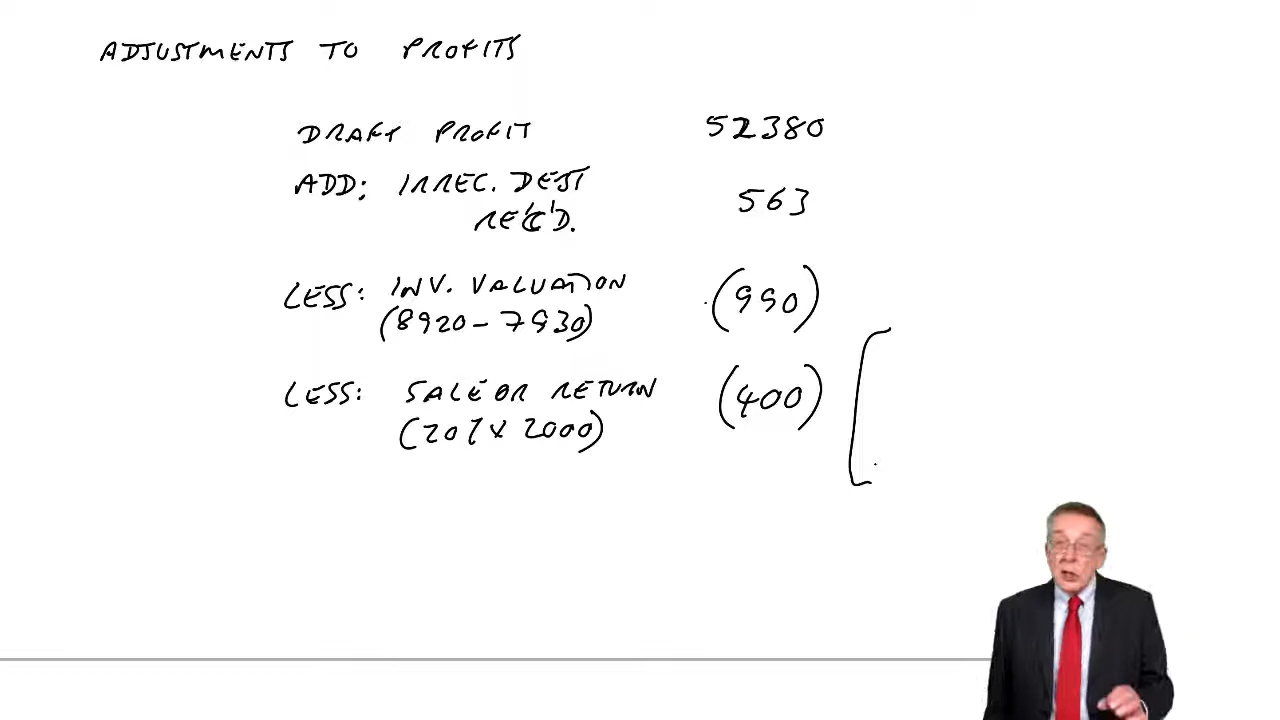 ADJUSTMENTS TO PROFITS
DRAFT PROFIT 52380
ADD: IRREC. DEBT 563
REC'D.
LESS: INV. VALUATION (990)
(8920 - 7930)
LESS: SALE OR RETURN (400)
(20% x 2000)